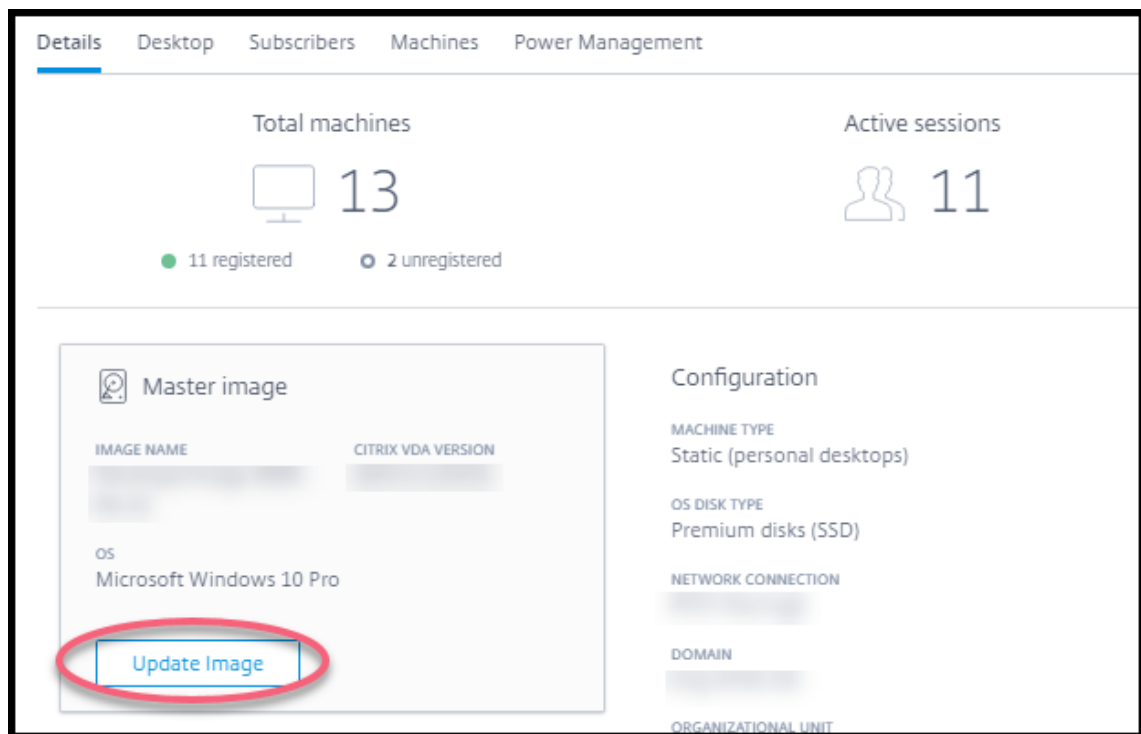 Details Desktop Subscribers Machines Power Management
Total machines
13
11 registered 2 unregistered
Active sessions
11
Master image
IMAGE NAME CITRIX VDA VERSION
OS
Microsoft Windows 10 Pro
Update Image
Configuration
MACHINE TYPE
Static (personal desktops)
OS DISK TYPE
Premium disks (SSD)
NETWORK CONNECTION
DOMAIN
ORGANIZATIONAL UNIT